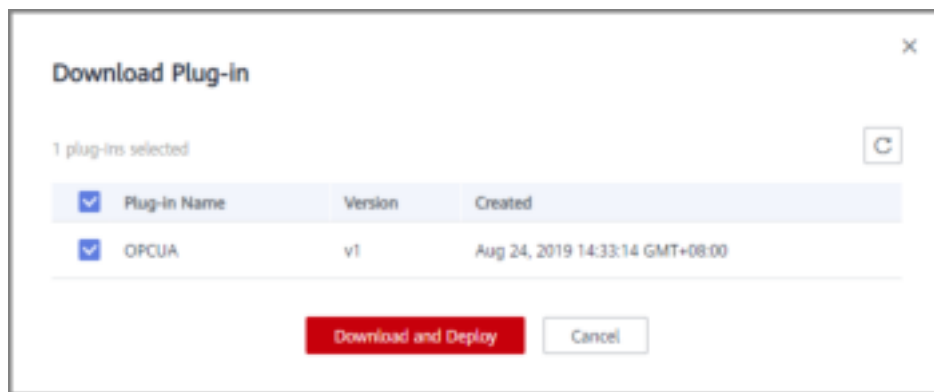 Download Plug-in
1 plug-ins selected
Plug-in Name Version Created
OPCUA v1 Aug 24, 2019 14:33:14 GMT+08:00
Download and Deploy Cancel